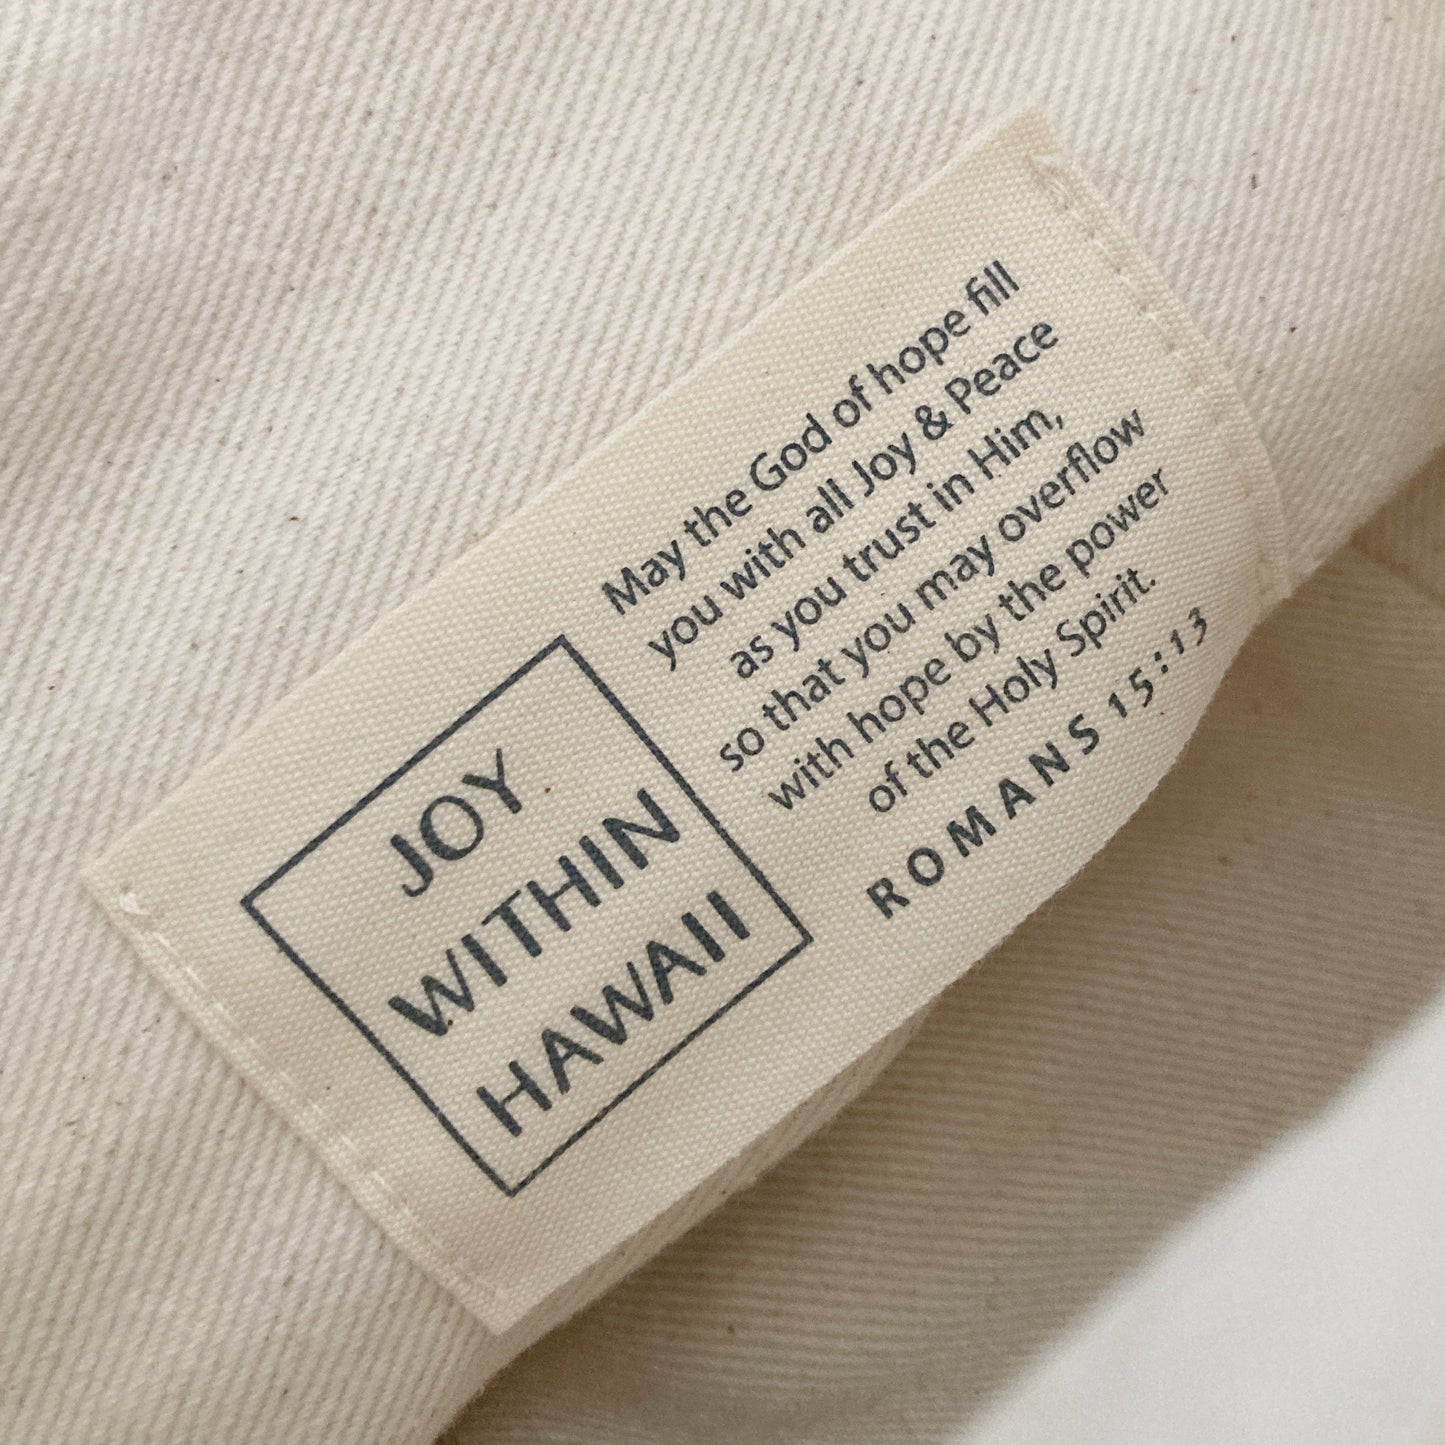 JOY
WITHIN
HAWAII
May the God of hope fill
you with all Joy & Peace
as you trust in Him,
so that you may overflow
with hope by the power
of the Holy Spirit.
ROMANS 15:13